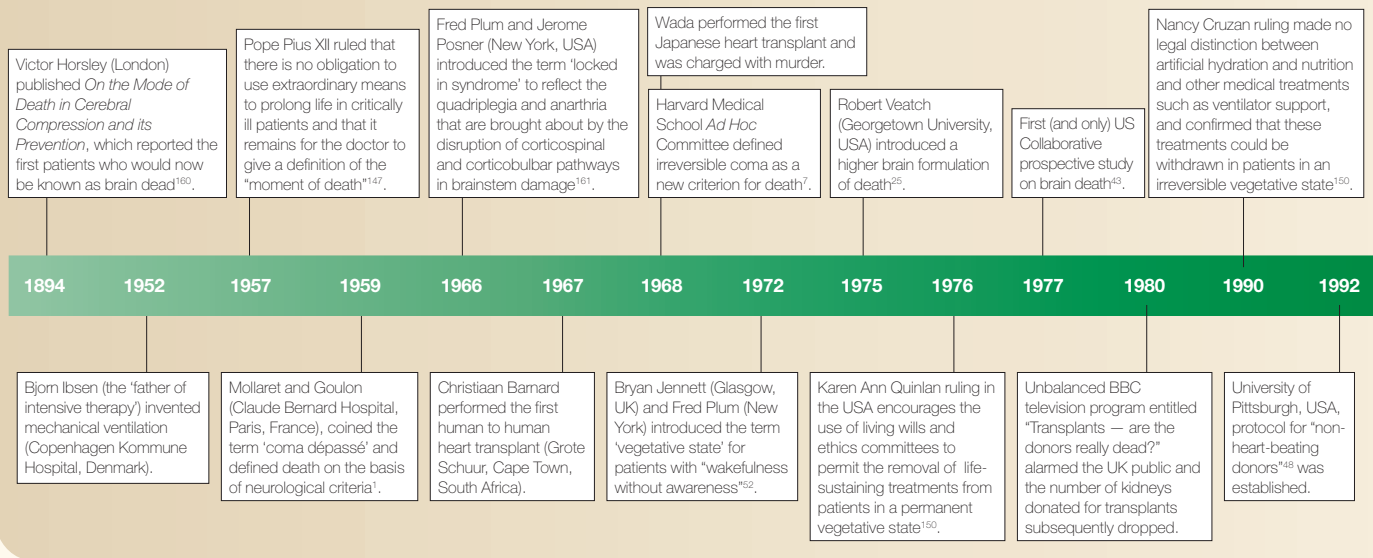 Victor Horsley (London)
published On the Mode of
Death in Cerebral
Compression and its
Prevention, which reported the
first patients who would now
be known as brain dead160.
Pope Pius XII ruled that
there is no obligation to
use extraordinary means
to prolong life in critically
ill patients and that it
remains for the doctor to
give a definition of the
“moment of death”147.
Fred Plum and Jerome
Posner (New York, USA)
introduced the term ‘locked
in syndrome’ to reflect the
quadriplegia and anarthria
that are brought about by the
disruption of corticospinal
and corticobulbar pathways
in brainstem damage161.
Wada performed the first
Japanese heart transplant and
was charged with murder.
Harvard Medical
School Ad Hoc
Committee defined
irreversible coma as a
new criterion for death7.
Robert Veatch
(Georgetown University,
USA) introduced a
higher brain formulation
of death25.
First (and only) US
Collaborative
prospective study
on brain death43.
Nancy Cruzan ruling made no
legal distinction between
artificial hydration and nutrition
and other medical treatments
such as ventilator support,
and confirmed that these
treatments could be
withdrawn in patients in an
irreversible vegetative state150.
1894 1952 1957 1959 1966 1967 1968 1972 1975 1976 1977 1980 1990 1992
Bjorn Ibsen (the ‘father of
intensive therapy’) invented
mechanical ventilation
(Copenhagen Kommune
Hospital, Denmark).
Mollaret and Goulon
(Claude Bernard Hospital,
Paris, France), coined the
term ‘coma dépassé’ and
defined death on the basis
of neurological criteria1.
Christiaan Barnard
performed the first
human to human
heart transplant (Grote
Schuur, Cape Town,
South Africa).
Bryan Jennett (Glasgow,
UK) and Fred Plum (New
York) introduced the term
‘vegetative state’ for
patients with “wakefulness
without awareness”52.
Karen Ann Quinlan ruling in
the USA encourages the
use of living wills and
ethics committees to
permit the removal of life-
sustaining treatments from
patients in a permanent
vegetative state150.
Unbalanced BBC
television program entitled
“Transplants — are the
donors really dead?”
alarmed the UK public and
the number of kidneys
donated for transplants
subsequently dropped.
University of
Pittsburgh, USA,
protocol for “non-
heart-beating
donors”48 was
established.